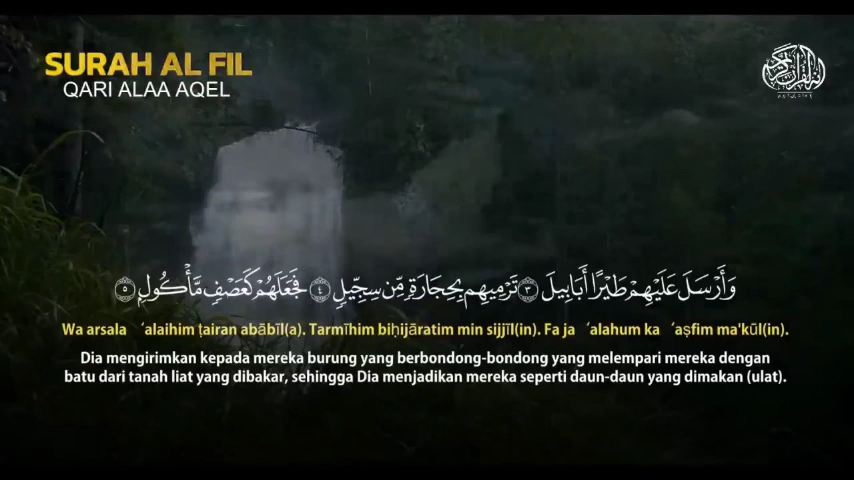 SURAH AL FIL
QARI ALAA AQEL
وَأَرْسَلَ عَلَيْهِمْ طَيْرًا أَبَابِيلَ ٣ تَرْمِيهِم بِحِجَارَةٍ مِّن سِجِّيلٍ ٤ فَجَعَلَهُمْ كَعَصْفٍ مَّأْكُولٍ ٥
Wa arsala ‘alaihim ṭairan abābīl(a). Tarmīhim biḥijāratim min sijjīl(in). Fa ja‘alahum ka‘aṣfim ma'kūl(in).
Dia mengirimkan kepada mereka burung yang berbondong-bondong yang melempari mereka dengan
batu dari tanah liat yang dibakar, sehingga Dia menjadikan mereka seperti daun-daun yang dimakan (ulat).